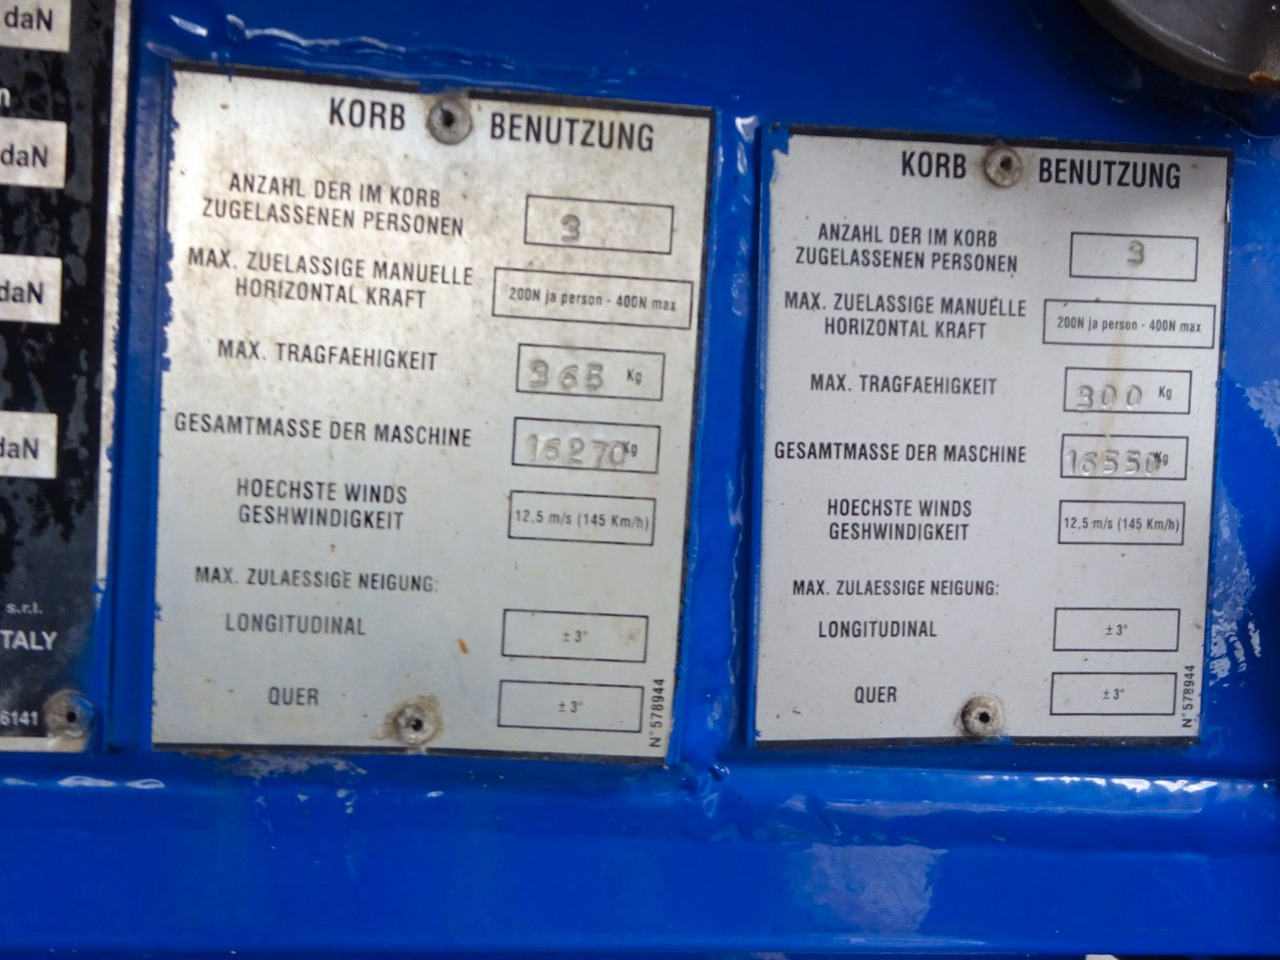 daN
m
daN
daN
daN
s.r.l.
ITALY
6141
KORB BENUTZUNG
ANZAHL DER IM KORB
ZUGELASSENEN PERSONEN
3
MAX. ZUELASSIGE MANUELLE
HORIZONTAL KRAFT
200N ja person - 400N max
MAX. TRAGFAEHIGKEIT
365 Kg
GESAMTMASSE DER MASCHINE
16270 Kg
HOECHSTE WINDS
GESHWINDIGKEIT
12,5 m/s (145 Km/h)
MAX. ZULAESSIGE NEIGUNG:
LONGITUDINAL
± 3°
QUER
± 3°
N° 578944
KORB BENUTZUNG
ANZAHL DER IM KORB
ZUGELASSENEN PERSONEN
3
MAX. ZUELASSIGE MANUELLE
HORIZONTAL KRAFT
200N ja person - 400N max
MAX. TRAGFAEHIGKEIT
300 Kg
GESAMTMASSE DER MASCHINE
16550 Kg
HOECHSTE WINDS
GESHWINDIGKEIT
12,5 m/s (145 Km/h)
MAX. ZULAESSIGE NEIGUNG:
LONGITUDINAL
± 3°
QUER
± 3°
N° 578944